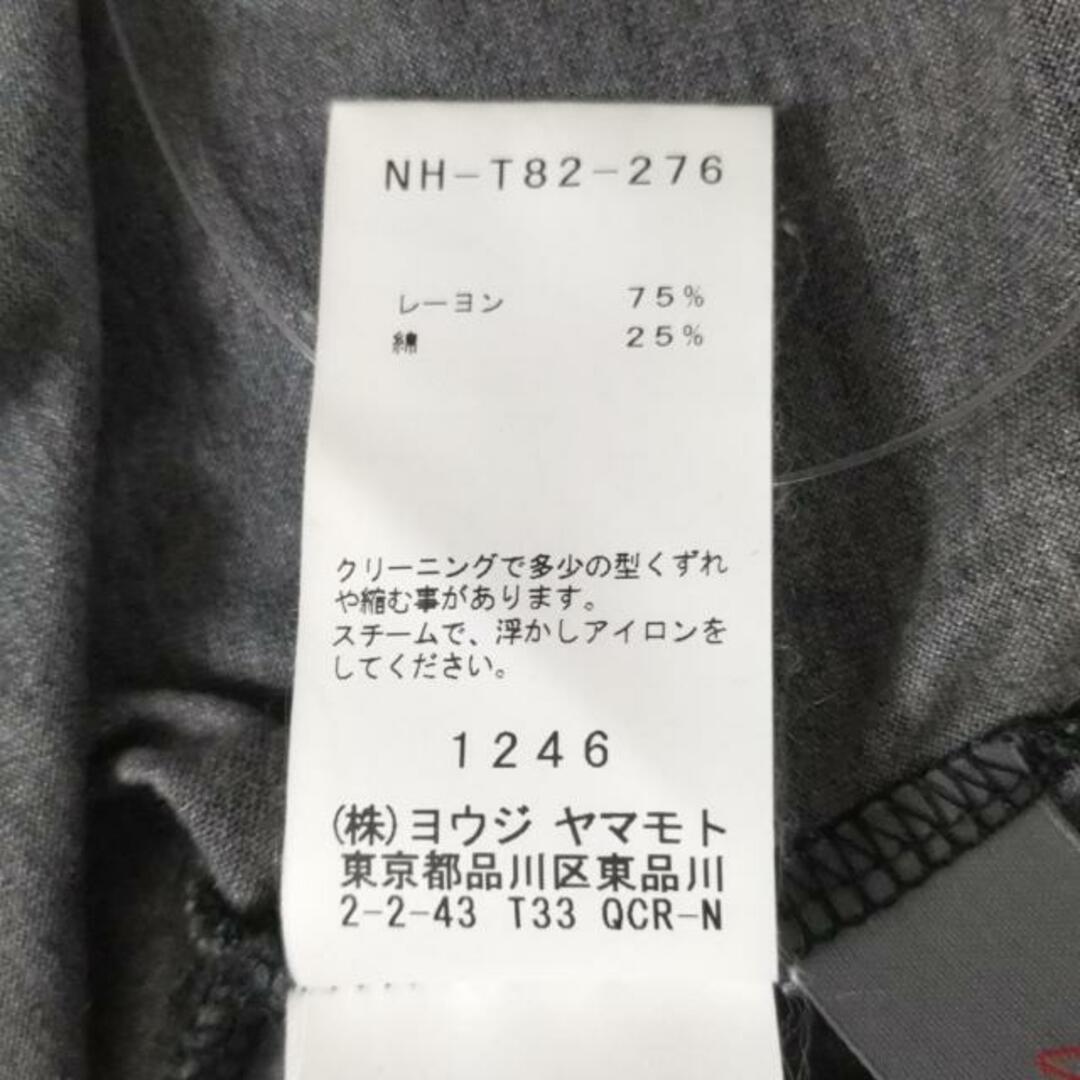 NH-T82-276
レーヨン 75%
綿 25%
クリーニングで多少の型くずれ
や縮む事があります。
スチームで、浮かしアイロンを
してください。
1246
(株)ヨウジ ヤマモト
東京都品川区東品川
2-2-43 T33 QCR-N